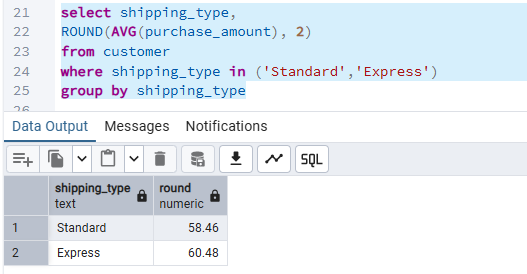 21 select shipping_type,
22 ROUND(AVG(purchase_amount), 2)
23 from customer
24 where shipping_type in ('Standard','Express')
25 group by shipping_type
26
Data Output Messages Notifications
SQL
shipping_type round
text numeric
1 Standard 58.46
2 Express 60.48